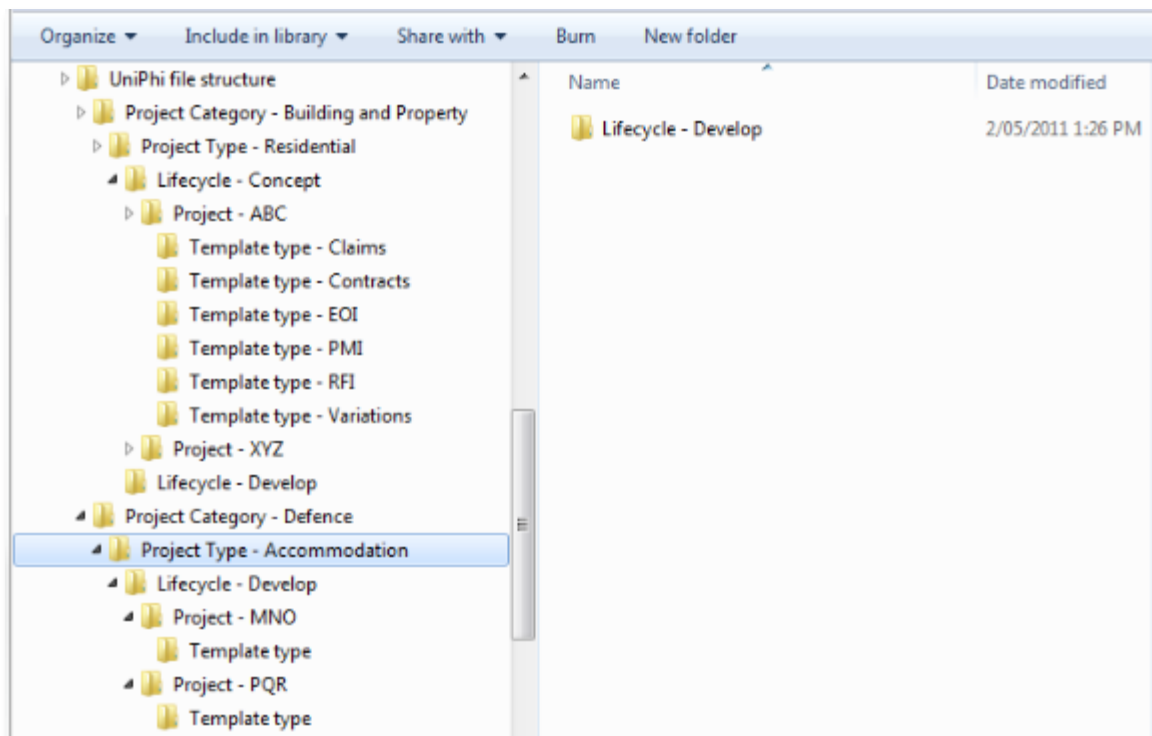 Organize Include in library Share with Burn New folder
UniPhi file structure
Project Category - Building and Property
Project Type - Residential
Lifecycle - Concept
Project - ABC
Template type - Claims
Template type - Contracts
Template type - EOI
Template type - PMI
Template type - RFI
Template type - Variations
Project - XYZ
Lifecycle - Develop
Project Category - Defence
Project Type - Accommodation
Lifecycle - Develop
Project - MNO
Template type
Project - PQR
Template type
Name Date modified
Lifecycle - Develop 2/05/2011 1:26 PM